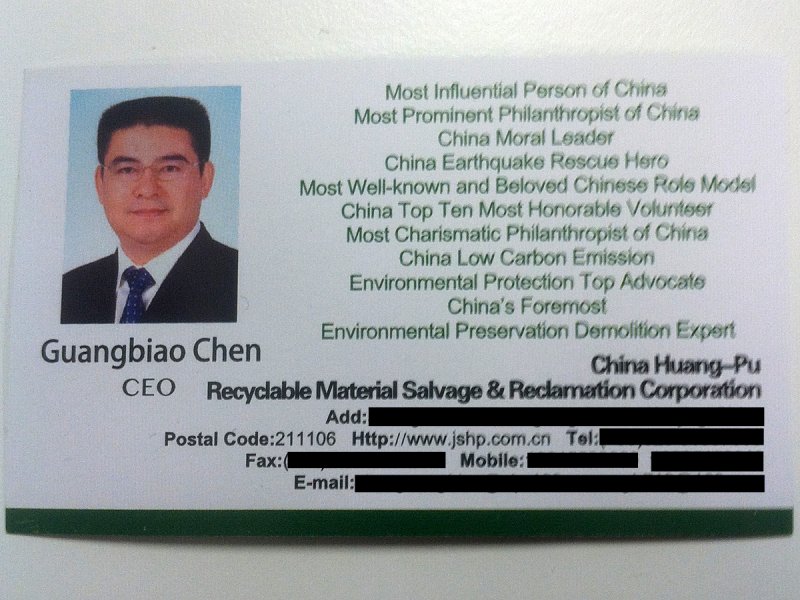 Most Influential Person of China
Most Prominent Philanthropist of China
China Moral Leader
China Earthquake Rescue Hero
Most Well-known and Beloved Chinese Role Model
China Top Ten Most Honorable Volunteer
Most Charismatic Philanthropist of China
China Low Carbon Emission
Environmental Protection Top Advocate
China's Foremost
Environmental Preservation Demolition Expert
Guangbiao Chen
CEO
China Huang-Pu
Recyclable Material Salvage & Reclamation Corporation
Add:
Postal Code:211106 Http://www.jshp.com.cn Tel:
Fax:( Mobile:
E-mail: